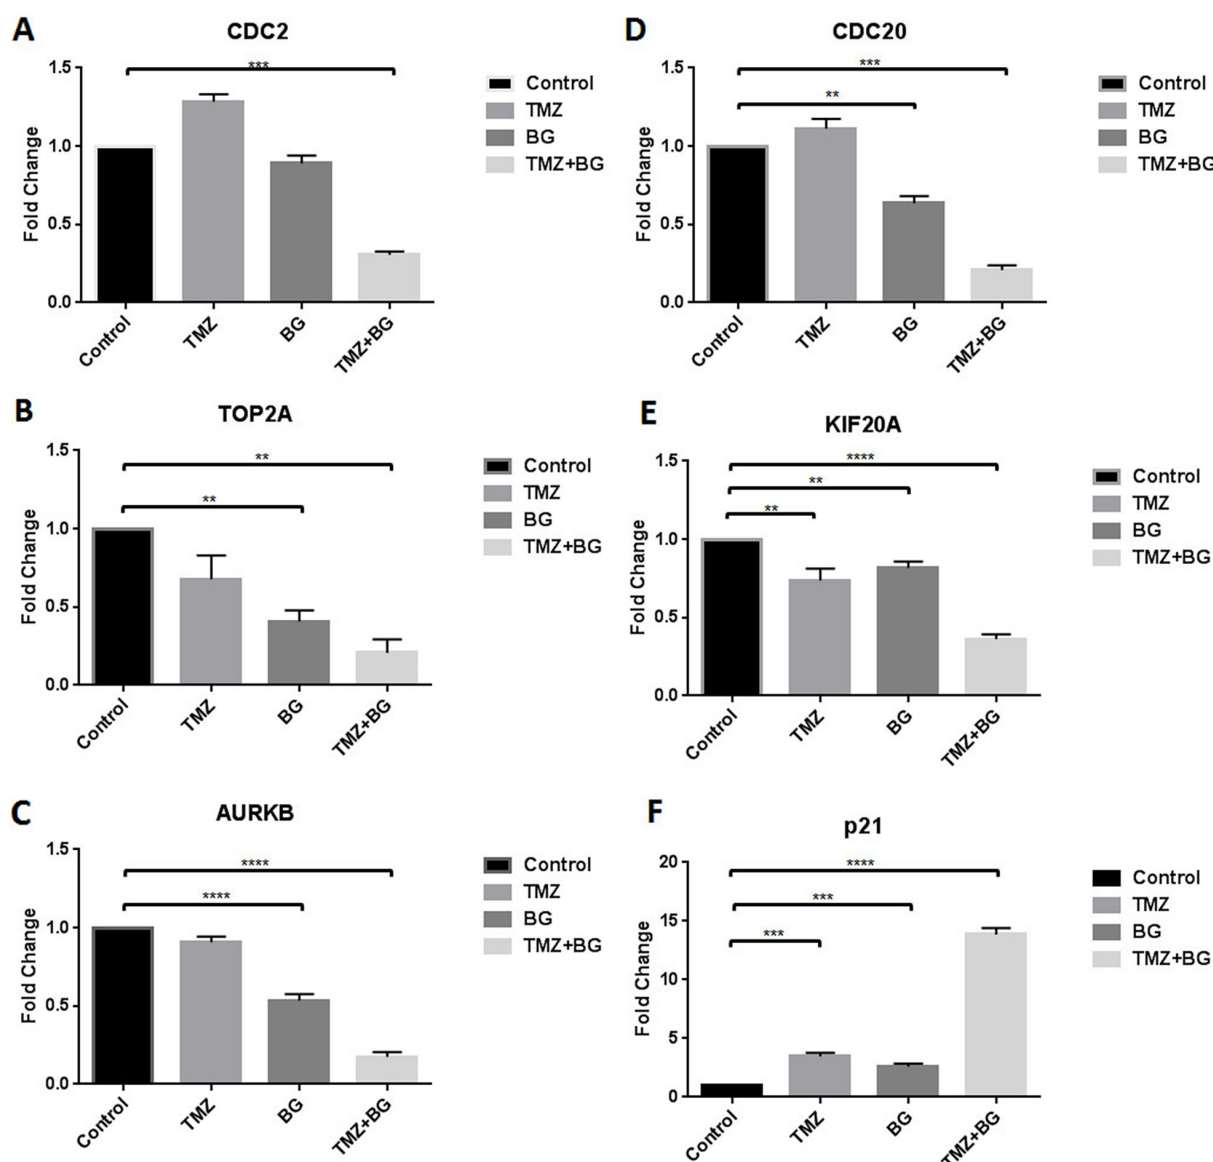 A
CDC2
Fold Change
1.5
1.0
0.5
0.0
***
Control
TMZ
BG
TMZ+BG
Control
TMZ
BG
TMZ+BG
D
CDC20
Fold Change
1.5
1.0
0.5
0.0
***
**
Control
TMZ
BG
TMZ+BG
Control
TMZ
BG
TMZ+BG
B
TOP2A
Fold Change
1.5
1.0
0.5
0.0
**
**
Control
TMZ
BG
TMZ+BG
Control
TMZ
BG
TMZ+BG
E
KIF20A
Fold Change
1.5
1.0
0.5
0.0
****
**
**
Control
TMZ
BG
TMZ+BG
Control
TMZ
BG
TMZ+BG
C
AURKB
Fold Change
1.5
1.0
0.5
0.0
****
****
Control
TMZ
BG
TMZ+BG
Control
TMZ
BG
TMZ+BG
F
p21
Fold Change
20
15
10
5
0
****
***
***
Control
TMZ
BG
TMZ+BG
Control
TMZ
BG
TMZ+BG